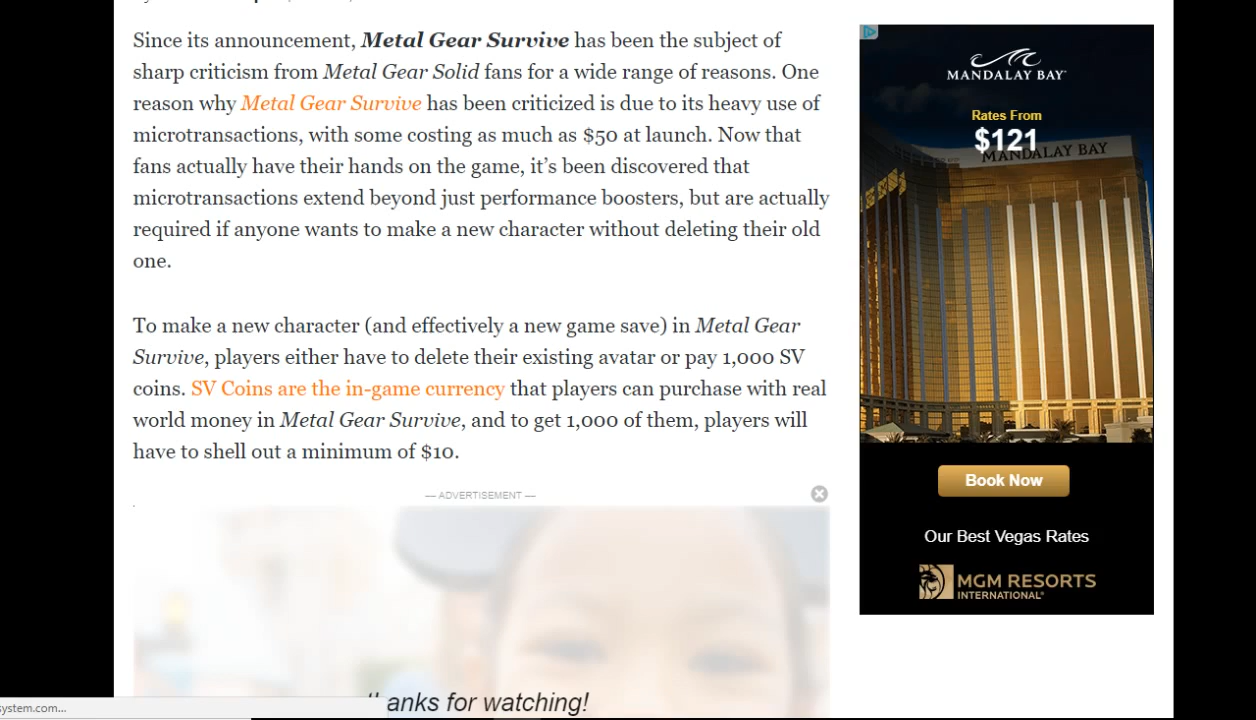 Since its announcement, Metal Gear Survive has been the subject of
sharp criticism from Metal Gear Solid fans for a wide range of reasons. One
reason why Metal Gear Survive has been criticized is due to its heavy use of
microtransactions, with some costing as much as $50 at launch. Now that
fans actually have their hands on the game, it’s been discovered that
microtransactions extend beyond just performance boosters, but are actually
required if anyone wants to make a new character without deleting their old
one.
To make a new character (and effectively a new game save) in Metal Gear
Survive, players either have to delete their existing avatar or pay 1,000 SV
coins. SV Coins are the in-game currency that players can purchase with real
world money in Metal Gear Survive, and to get 1,000 of them, players will
have to shell out a minimum of $10.
— ADVERTISEMENT —
anks for watching!
system.com...
MANDALAY BAY
Rates From
$121
MANDALAY BAY
Book Now
Our Best Vegas Rates
MGM RESORTS
INTERNATIONAL®